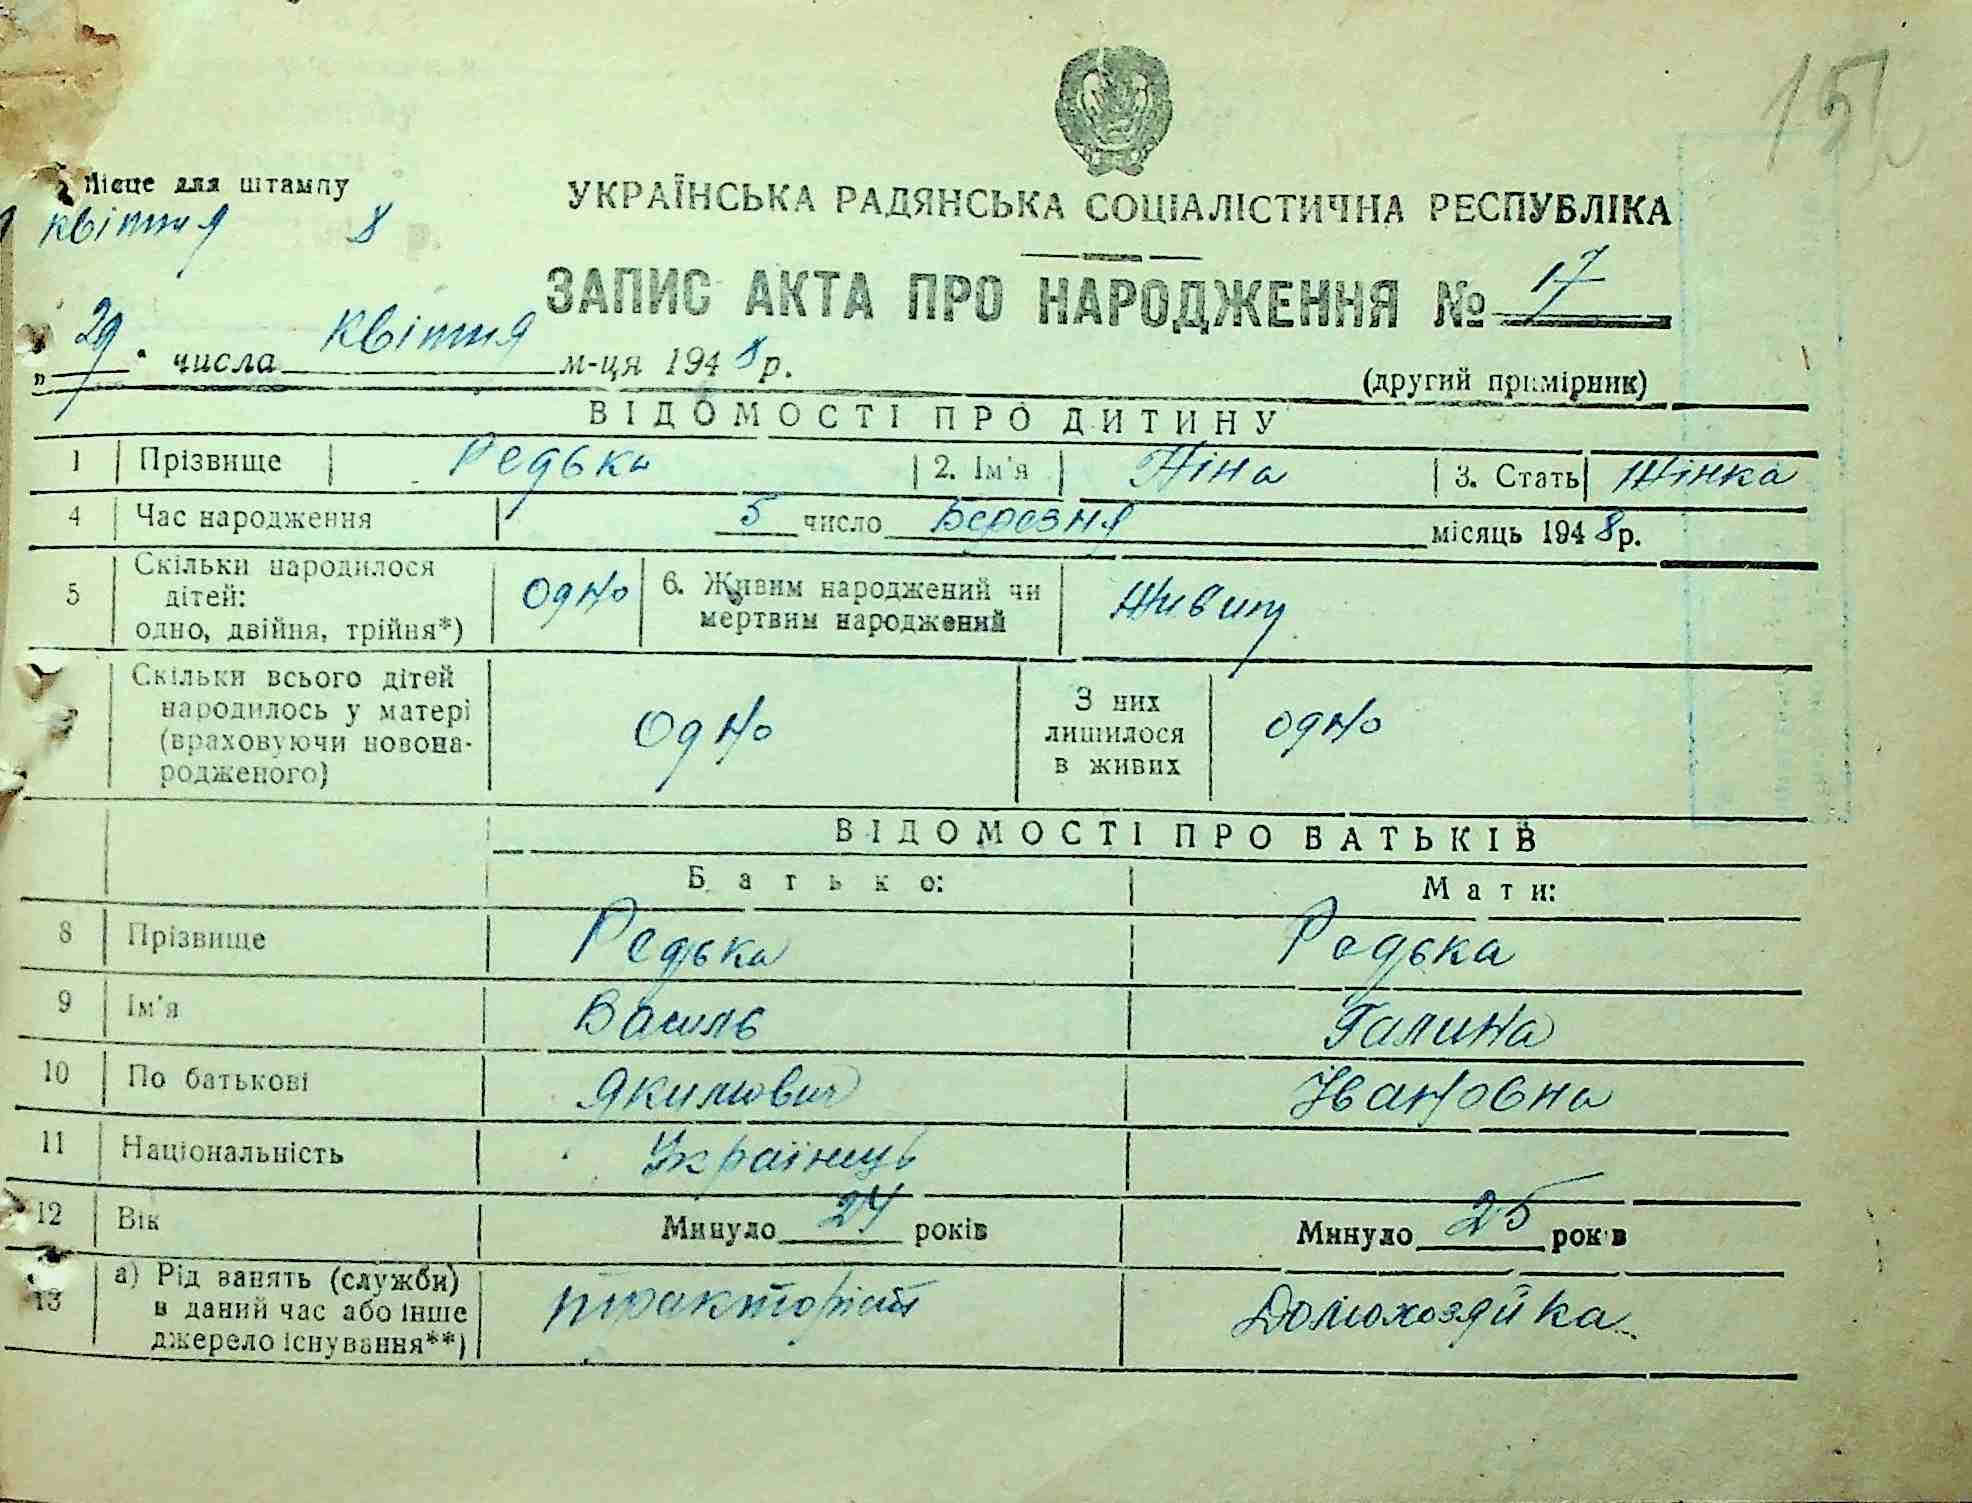 15
Місце для штампу
квітня 8
УКРАЇНСЬКА РАДЯНСЬКА СОЦІАЛІСТИЧНА РЕСПУБЛІКА
ЗАПИС АКТА ПРО НАРОДЖЕННЯ № 17
„29" числа квітня м-ця 1948 р.
(другий примірник)
ВІДОМОСТІ ПРО ДИТИНУ
1 Прізвище Редька 2. Ім'я Ніна 3. Стать Жінка
4 Час народження 5 число Березня місяць 1948 р.
5 Скільки народилося дітей: одно, двійня, трійня*) Одно 6. Живим народжений чи мертвим народжений Живим
Скільки всього дітей народилось у матері (враховуючи новонародженого) Одно З них лишилося в живих одно
ВІДОМОСТІ ПРО БАТЬКІВ
Батько: Мати:
8 Прізвище Редька Редька
9 Ім'я Василь Галина
10 По батькові Якимович Івановна
11 Національність Українець
12 Вік Минуло 24 років Минуло 25 років
13 а) Рід занять (служби) в даний час або інше джерело існування**) тракторіст Домохозяйка